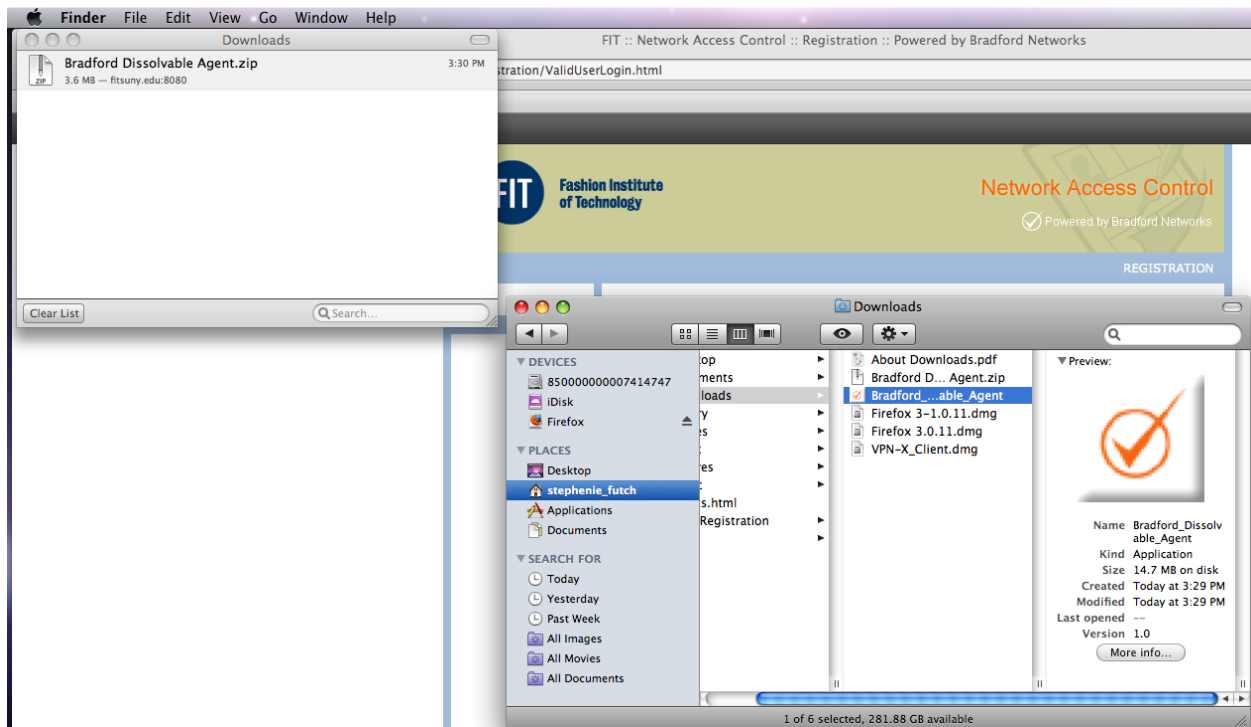 Finder File Edit View Go Window Help
Downloads
Bradford Dissolvable Agent.zip
3:30 PM
ZIP
3.6 MB — fitsuny.edu:8080
Clear List
Search...
FIT :: Network Access Control :: Registration :: Powered by Bradford Networks
stration/ValidUserLogin.html
FIT
Fashion Institute
of Technology
Network Access Control
Powered by Bradford Networks
REGISTRATION
Downloads
DEVICES
850000000007414747
iDisk
Firefox
PLACES
Desktop
stephenie_futch
Applications
Documents
SEARCH FOR
Today
Yesterday
Past Week
All Images
All Movies
All Documents
top
ments
loads
ry
es
res
s.html
Registration
About Downloads.pdf
Bradford D... Agent.zip
Bradford_...able_Agent
Firefox 3-1.0.11.dmg
Firefox 3.0.11.dmg
VPN-X_Client.dmg
Preview:
Name Bradford_Dissolv
able_Agent
Kind Application
Size 14.7 MB on disk
Created Today at 3:29 PM
Modified Today at 3:29 PM
Last opened --
Version 1.0
More info...
1 of 6 selected, 281.88 GB available